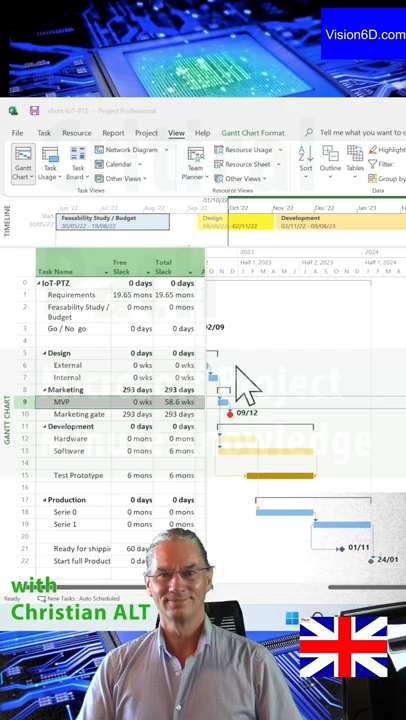 Vision6D.com
short-IoT-PTZ - Project Professional
File Task Resource Report Project View Help Gantt Chart Format Tell me what you want
Gantt Chart Task Usage Network Diagram Calendar Other Views Team Planner Resource Usage Resource Sheet Other Views Sort Outline Tables Highlight Filter: Group by
Task Views Resource Views Data
01/10/22
TIMELINE
Start 30/05/22
Jun '22 Jul '22 Aug '22 Oct '22 Nov '22 Dec '22 Jan '23
Feasability Study / Budget
30/05/22 - 19/08/22
Design
02/11/22
Development
03/11/22 - 09/08/23
2023 2024
Half 1, 2023 Half 2, 2023 Half 1, 2024
Task Name Free Slack Total Slack
N D J F M A M J J A S O N D J F M A
0 IoT-PTZ 0 days 0 days
1 Requirements 19.65 mons 19.65 mons
2 Feasability Study / Budget 0 mons 0 mons
3 Go / No go 0 days 0 days
02/09
4
5 Design 0 days 0 days
6 External 0 wks 0 wks
7 Internal 0 wks 0 wks
8 Marketing 293 days 293 days
9 MVP 0 wks 58.6 wks
10 Marketing gate 293 days 293 days
09/12
11 Development 0 days 0 days
12 Hardware 0 mons 0 mons
13 Software 6 mons 6 mons
14
15 Test Prototype 6 mons 6 mons
16
17 Production 0 days 0 days
18 Serie 0 0 mons 0 mons
19 Serie 1 0 mons 0 mons
20
21 Ready for shippin 60 da
01/11
22 Start full Product 0 da
24/01
GANTT CHART
Ready New Tasks : Auto Scheduled
with
Christian ALT